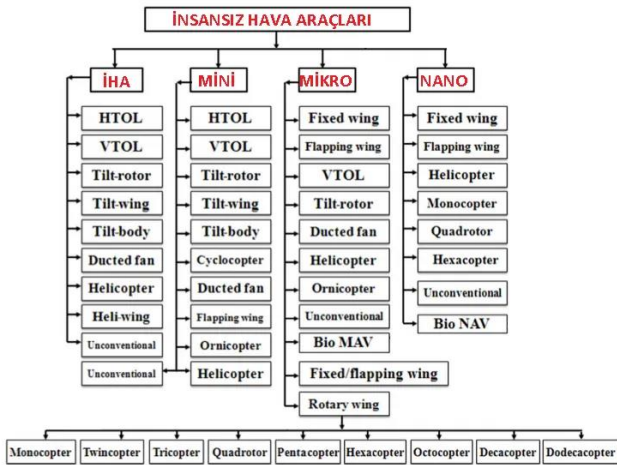 İNSANSIZ HAVA ARAÇLARI
İHA
HTOL
VTOL
Tilt-rotor
Tilt-wing
Tilt-body
Ducted fan
Helicopter
Heli-wing
Unconventional
MİNİ
HTOL
VTOL
Tilt-rotor
Tilt-wing
Tilt-body
Cyclocopter
Ducted fan
Flapping wing
Ornicopter
Helicopter
Unconventional
MİKRO
Fixed wing
Flapping wing
VTOL
Tilt-rotor
Ducted fan
Helicopter
Ornicopter
Unconventional
Bio MAV
Fixed/flapping wing
Rotary wing
NANO
Fixed wing
Flapping wing
Helicopter
Monocopter
Quadrotor
Hexacopter
Unconventional
Bio NAV
Monocopter
Twincopter
Tricopter
Quadrotor
Pentacopter
Hexacopter
Octocopter
Decacopter
Dodecacopter